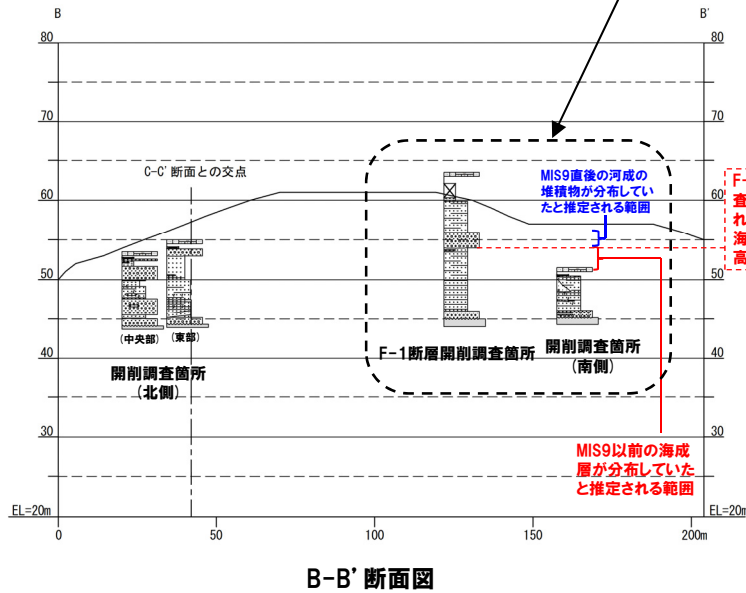 B
B'
80
80
70
70
C-C'断面との交点
MIS9直後の河成の
堆積物が分布してい
たと推定される範囲
F-
査
れ
海
高
60
60
50
50
(中央部)
(東部)
40
40
開削調査箇所
(北側)
F-1断層開削調査箇所
開削調査箇所
(南側)
30
30
MIS9以前の海成
層が分布していた
と推定される範囲
EL=20m
EL=20m
0
50
100
150
200m
B-B'断面図